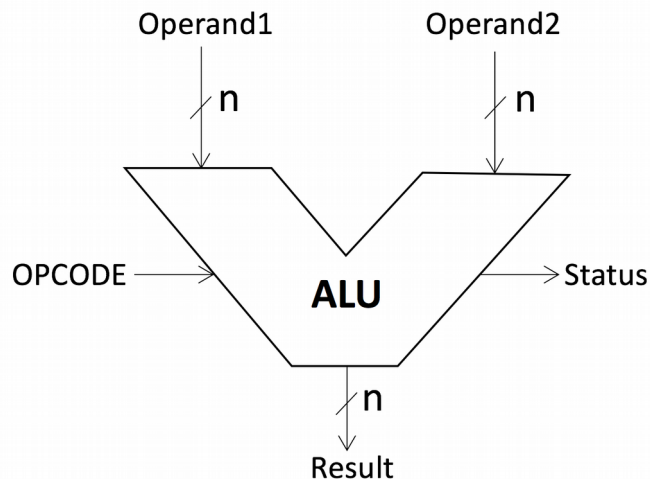 Operand1
Operand2
n
n
OPCODE
ALU
Status
n
Result